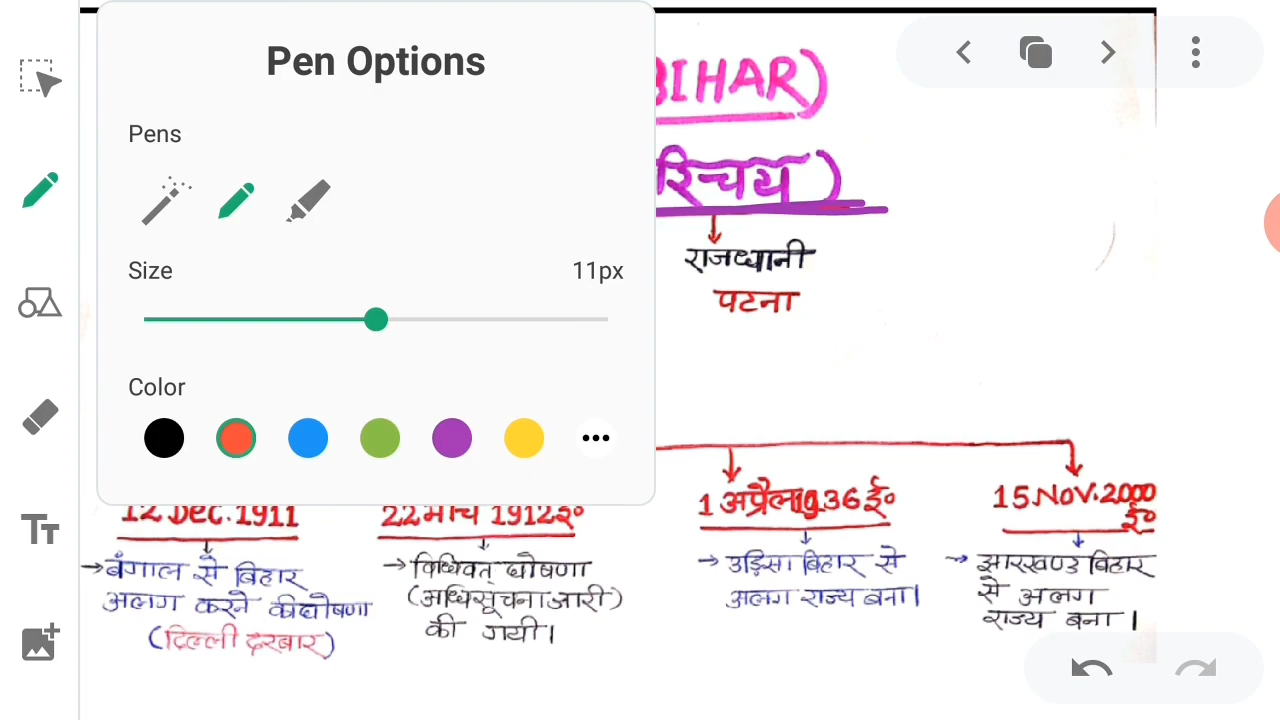 Pen Options
Pens
Size 11px
Color
BIHAR)
रिचय )
राजधानी
पटना
12 Dec. 1911
→ बंगाल से बिहार
अलग करने की घोषणा
(दिल्ली दरबार)
22 मार्च 1912 ई०
→ विधिवत् घोषणा
(अधिसूचना जारी)
की गयी।
1 अप्रैल 1936 ई०
→ उड़िसा बिहार से
अलग राज्य बना।
15 Nov. 2000
ई०
→ झारखण्ड बिहार
से अलग
राज्य बना।
TT